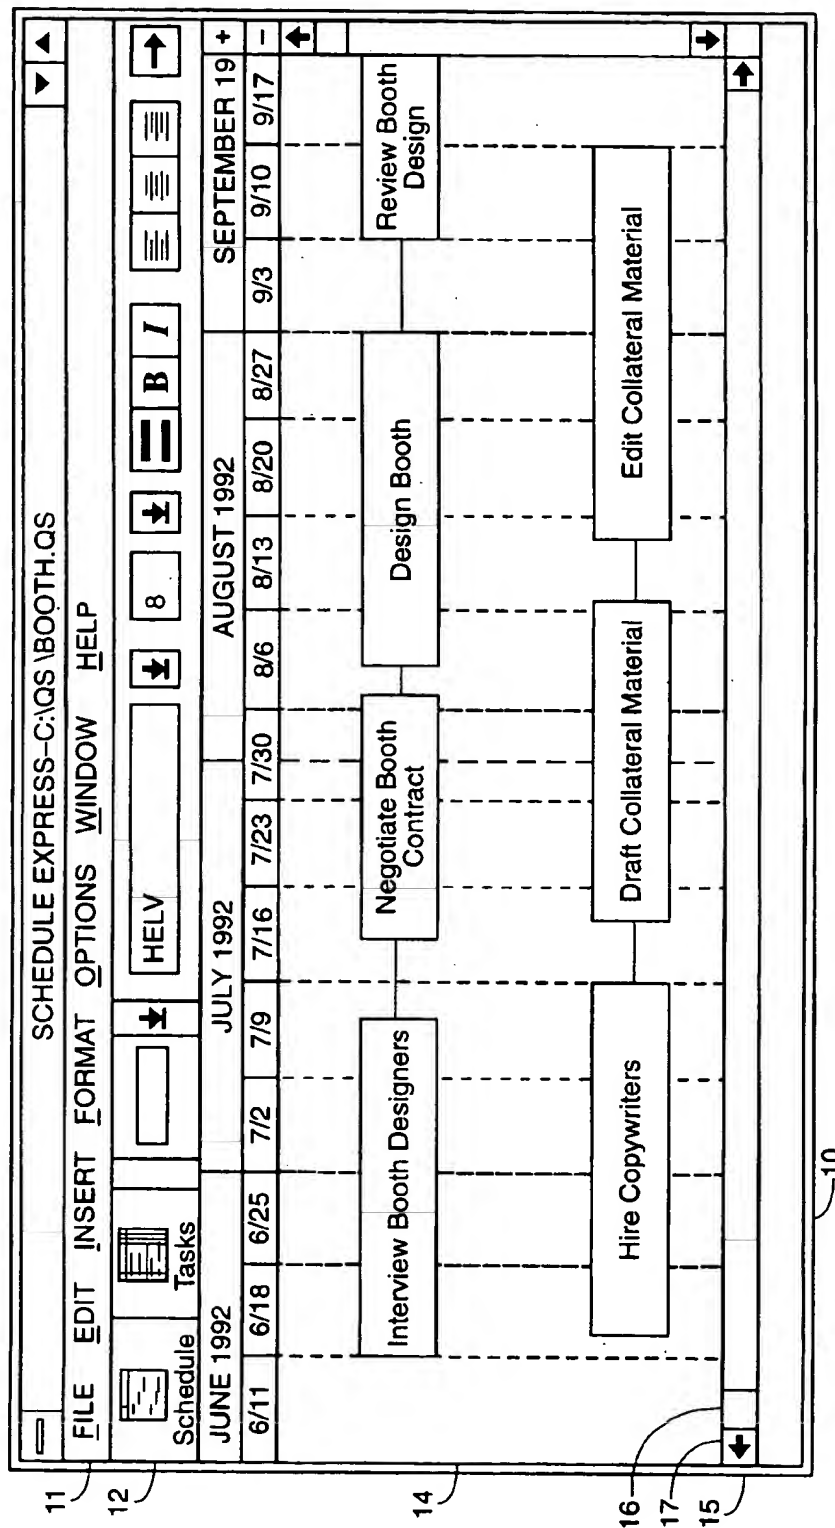 SCHEDULE EXPRESS-C:\QS \BOOTH.QS
FILE EDIT INSERT FORMAT OPTIONS WINDOW HELP
Schedule Tasks HELV 8 B I
JUNE 1992 JULY 1992 AUGUST 1992 SEPTEMBER 19 +
6/11 6/18 6/25 7/2 7/9 7/16 7/23 7/30 8/6 8/13 8/20 8/27 9/3 9/10 9/17 −
Interview Booth Designers
Negotiate Booth
Contract
Design Booth
Review Booth
Design
Hire Copywriters
Draft Collateral Material
Edit Collateral Material
11
12
14
16
17
15
10